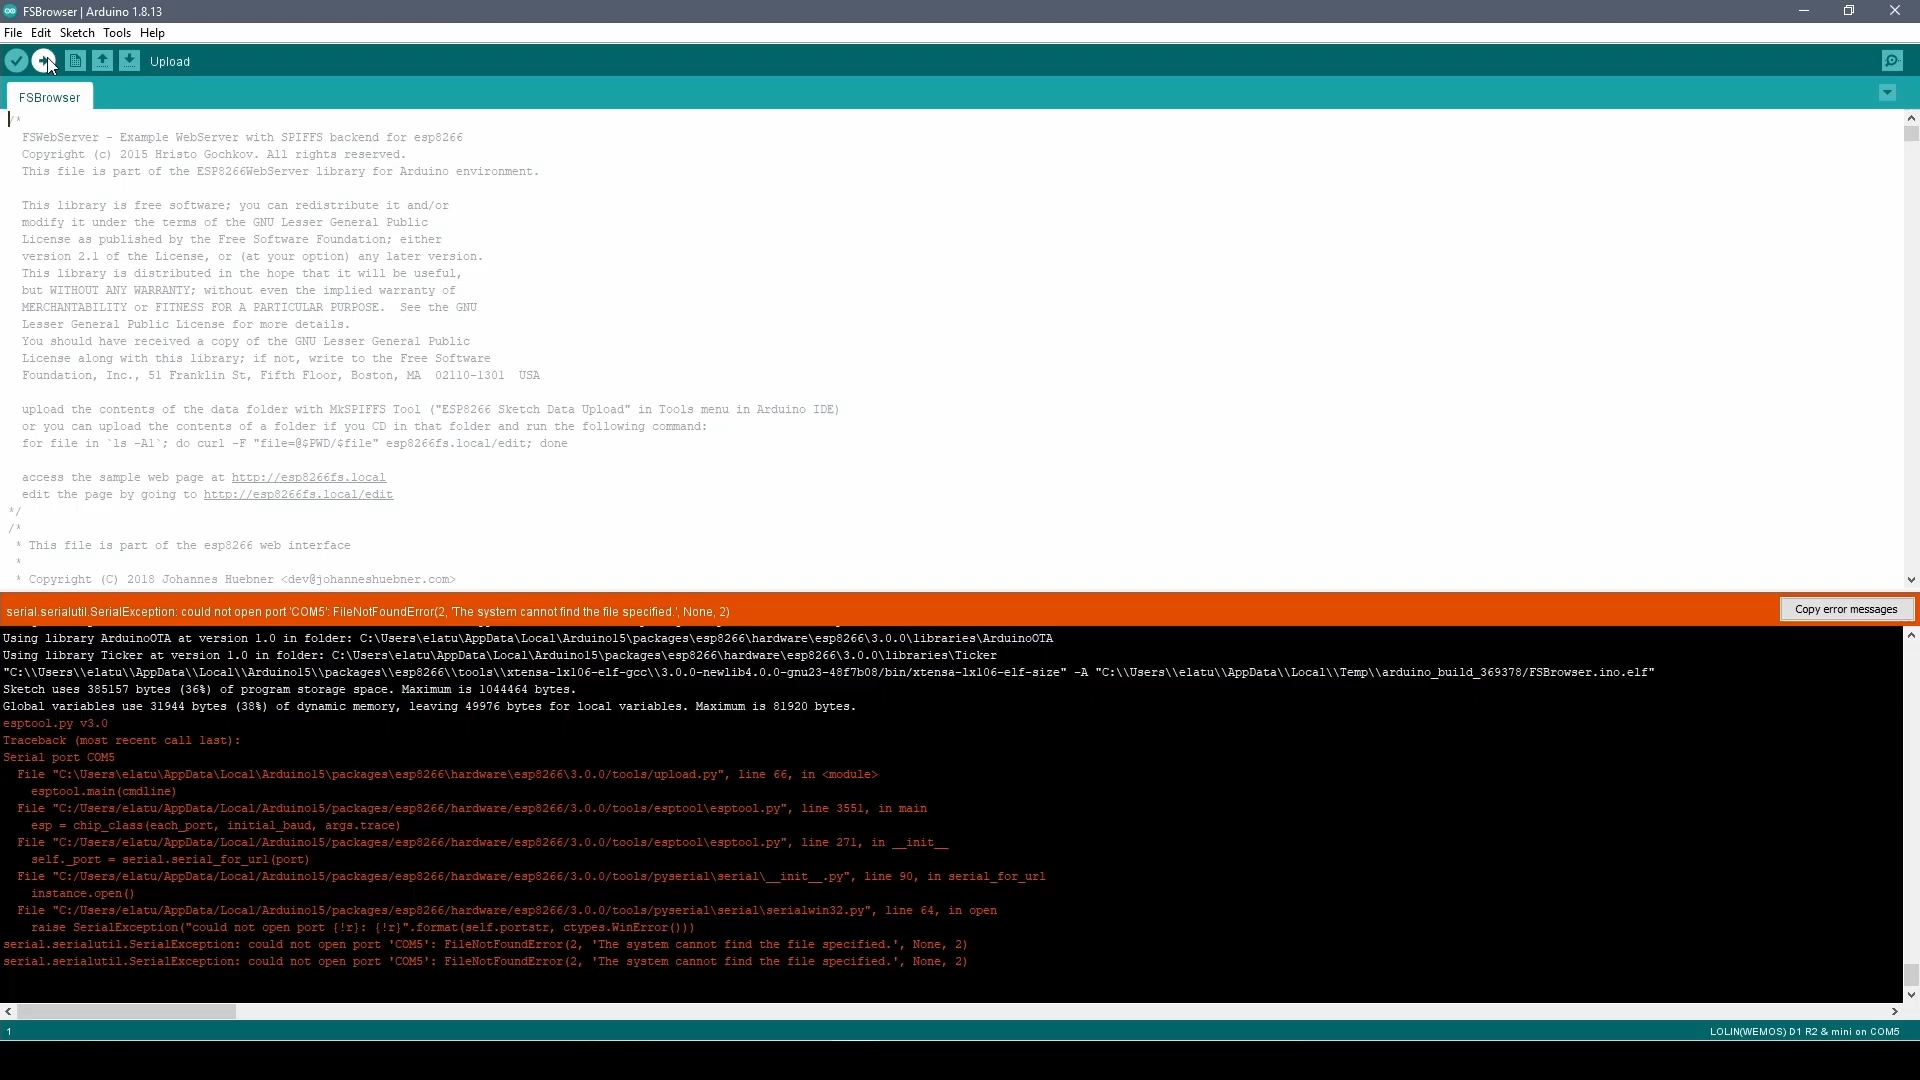 FSBrowser | Arduino 1.8.13
File Edit Sketch Tools Help
Upload
FSBrowser
/*
FSWebServer - Example WebServer with SPIFFS backend for esp8266
Copyright (c) 2015 Hristo Gochkov. All rights reserved.
This file is part of the ESP8266WebServer library for Arduino environment.
This library is free software; you can redistribute it and/or
modify it under the terms of the GNU Lesser General Public
License as published by the Free Software Foundation; either
version 2.1 of the License, or (at your option) any later version.
This library is distributed in the hope that it will be useful,
but WITHOUT ANY WARRANTY; without even the implied warranty of
MERCHANTABILITY or FITNESS FOR A PARTICULAR PURPOSE.  See the GNU
Lesser General Public License for more details.
You should have received a copy of the GNU Lesser General Public
License along with this library; if not, write to the Free Software
Foundation, Inc., 51 Franklin St, Fifth Floor, Boston, MA  02110-1301  USA
upload the contents of the data folder with MkSPIFFS Tool ("ESP8266 Sketch Data Upload" in Tools menu in Arduino IDE)
or you can upload the contents of a folder if you CD in that folder and run the following command:
for file in `ls -A1`; do curl -F "file=@$PWD/$file" esp8266fs.local/edit; done
access the sample web page at http://esp8266fs.local
edit the page by going to http://esp8266fs.local/edit
*/
/*
* This file is part of the esp8266 web interface
*
* Copyright (C) 2018 Johannes Huebner <dev@johanneshuebner.com>
serial.serialutil.SerialException: could not open port 'COM5': FileNotFoundError(2, 'The system cannot find the file specified.', None, 2)
Copy error messages
Using library ArduinoOTA at version 1.0 in folder: C:\Users\elatu\AppData\Local\Arduino15\packages\esp8266\hardware\esp8266\3.0.0\libraries\ArduinoOTA
Using library Ticker at version 1.0 in folder: C:\Users\elatu\AppData\Local\Arduino15\packages\esp8266\hardware\esp8266\3.0.0\libraries\Ticker
"C:\\Users\\elatu\\AppData\\Local\\Arduino15\\packages\\esp8266\\tools\\xtensa-lx106-elf-gcc\\3.0.0-newlib4.0.0-gnu23-48f7b08/bin/xtensa-lx106-elf-size" -A "C:\\Users\\elatu\\AppData\\Local\\Temp\\arduino_build_369378/FSBrowser.ino.elf"
Sketch uses 385157 bytes (36%) of program storage space. Maximum is 1044464 bytes.
Global variables use 31944 bytes (38%) of dynamic memory, leaving 49976 bytes for local variables. Maximum is 81920 bytes.
esptool.py v3.0
Traceback (most recent call last):
Serial port COM5
File "C:\Users\elatu\AppData\Local\Arduino15\packages\esp8266\hardware\esp8266\3.0.0/tools/upload.py", line 66, in <module>
esptool.main(cmdline)
File "C:/Users/elatu/AppData/Local/Arduino15/packages/esp8266/hardware/esp8266/3.0.0/tools/esptool\esptool.py", line 3551, in main
esp = chip_class(each_port, initial_baud, args.trace)
File "C:/Users/elatu/AppData/Local/Arduino15/packages/esp8266/hardware/esp8266/3.0.0/tools/esptool\esptool.py", line 271, in __init__
self._port = serial.serial_for_url(port)
File "C:/Users/elatu/AppData/Local/Arduino15/packages/esp8266/hardware/esp8266/3.0.0/tools/pyserial\serial\__init__.py", line 90, in serial_for_url
instance.open()
File "C:/Users/elatu/AppData/Local/Arduino15/packages/esp8266/hardware/esp8266/3.0.0/tools/pyserial\serial\serialwin32.py", line 64, in open
raise SerialException("could not open port {!r}: {!r}".format(self.portstr, ctypes.WinError()))
serial.serialutil.SerialException: could not open port 'COM5': FileNotFoundError(2, 'The system cannot find the file specified.', None, 2)
serial.serialutil.SerialException: could not open port 'COM5': FileNotFoundError(2, 'The system cannot find the file specified.', None, 2)
1
LOLIN(WEMOS) D1 R2 & mini on COM5